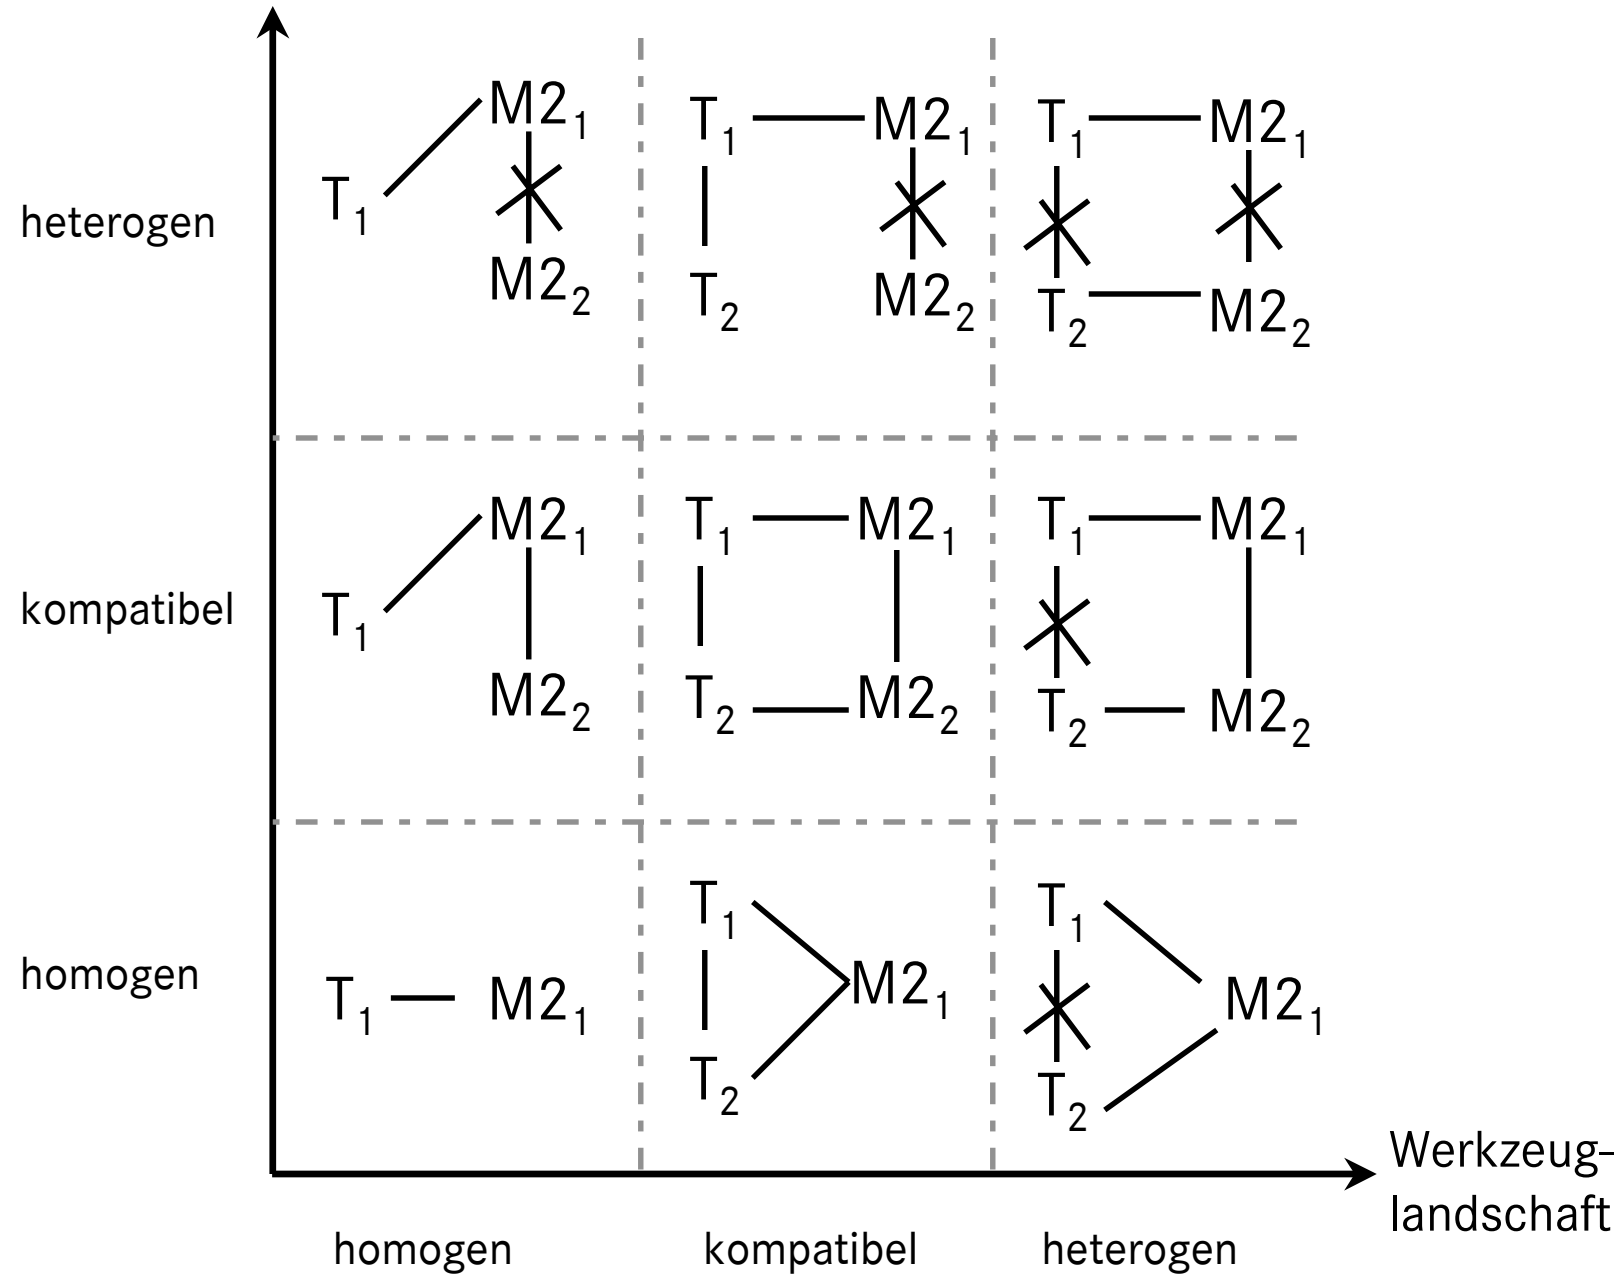 M2₁ T₁ M2₁ T₁ M2₁
T₁
heterogen
M2₂ T₂ M2₂ T₂ M2₂
T₁ M2₁ T₁ M2₁
M2₁
kompatibel T₁
M2₂ T₂ M2₂ T₂ M2₂
T₁ T₁
homogen T₁ M2₁ M2₁ M2₁
T₂ T₂
Werkzeug-
landschaft
homogen kompatibel heterogen